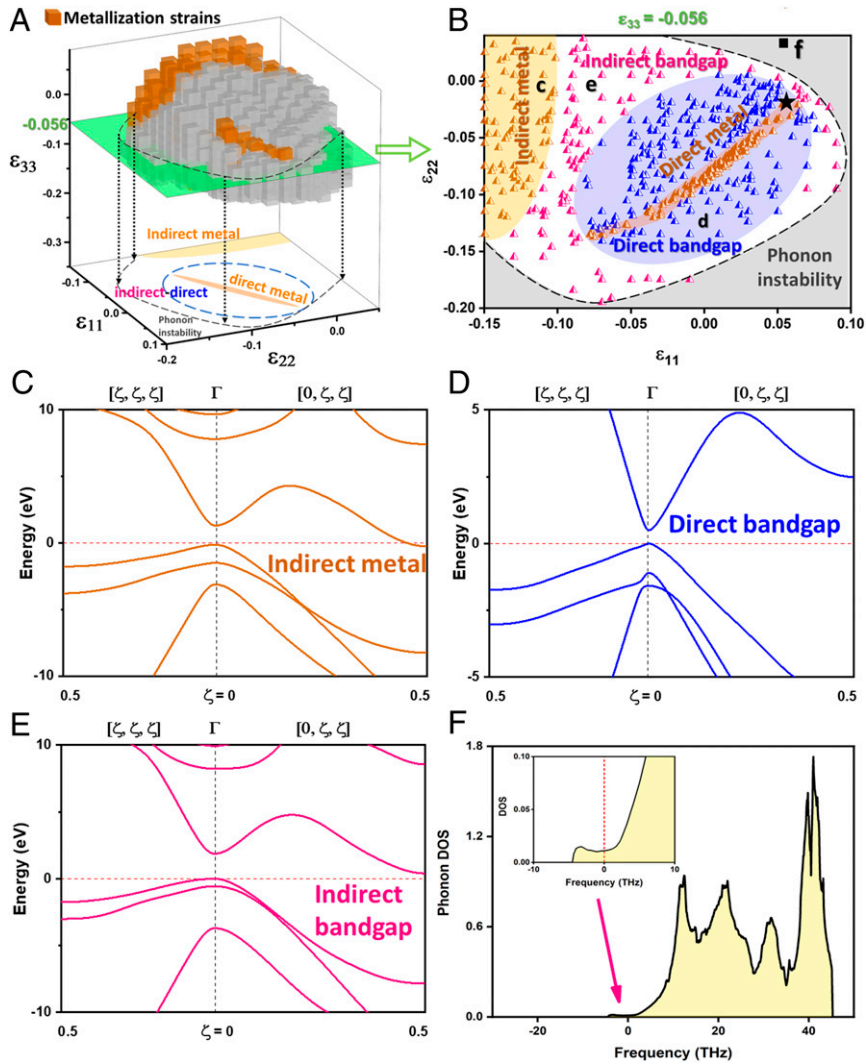 A
Metallization strains
0.0
-0.056
-0.1
ε33
-0.2
-0.3
Indirect metal
direct metal
indirect-direct
Phonon
instability
-0.1
0.0
0.1
ε11
-0.2
-0.1
0.0
ε22
B
ε33 = -0.056
f
Indirect bandgap
c
e
Indirect metal
Direct metal
d
Direct bandgap
Phonon
instability
0.00
-0.05
-0.10
-0.15
-0.20
ε22
-0.15
-0.10
-0.05
0.00
0.05
0.10
ε11
C
[ζ, ζ, ζ] Γ [0, ζ, ζ]
10
0
-10
Energy (eV)
Indirect metal
0.5 ζ = 0 0.5
D
[ζ, ζ, ζ] Γ [0, ζ, ζ]
5
0
-5
Energy (eV)
Direct bandgap
0.5 ζ = 0 0.5
E
[ζ, ζ, ζ] Γ [0, ζ, ζ]
10
0
-10
Energy (eV)
Indirect
bandgap
0.5 ζ = 0 0.5
F
1.8
1.2
0.6
0.0
Phonon DOS
0.10
0.05
0.00
DOS
-10 0 10
Frequency (THz)
-20 0 20 40
Frequency (THz)